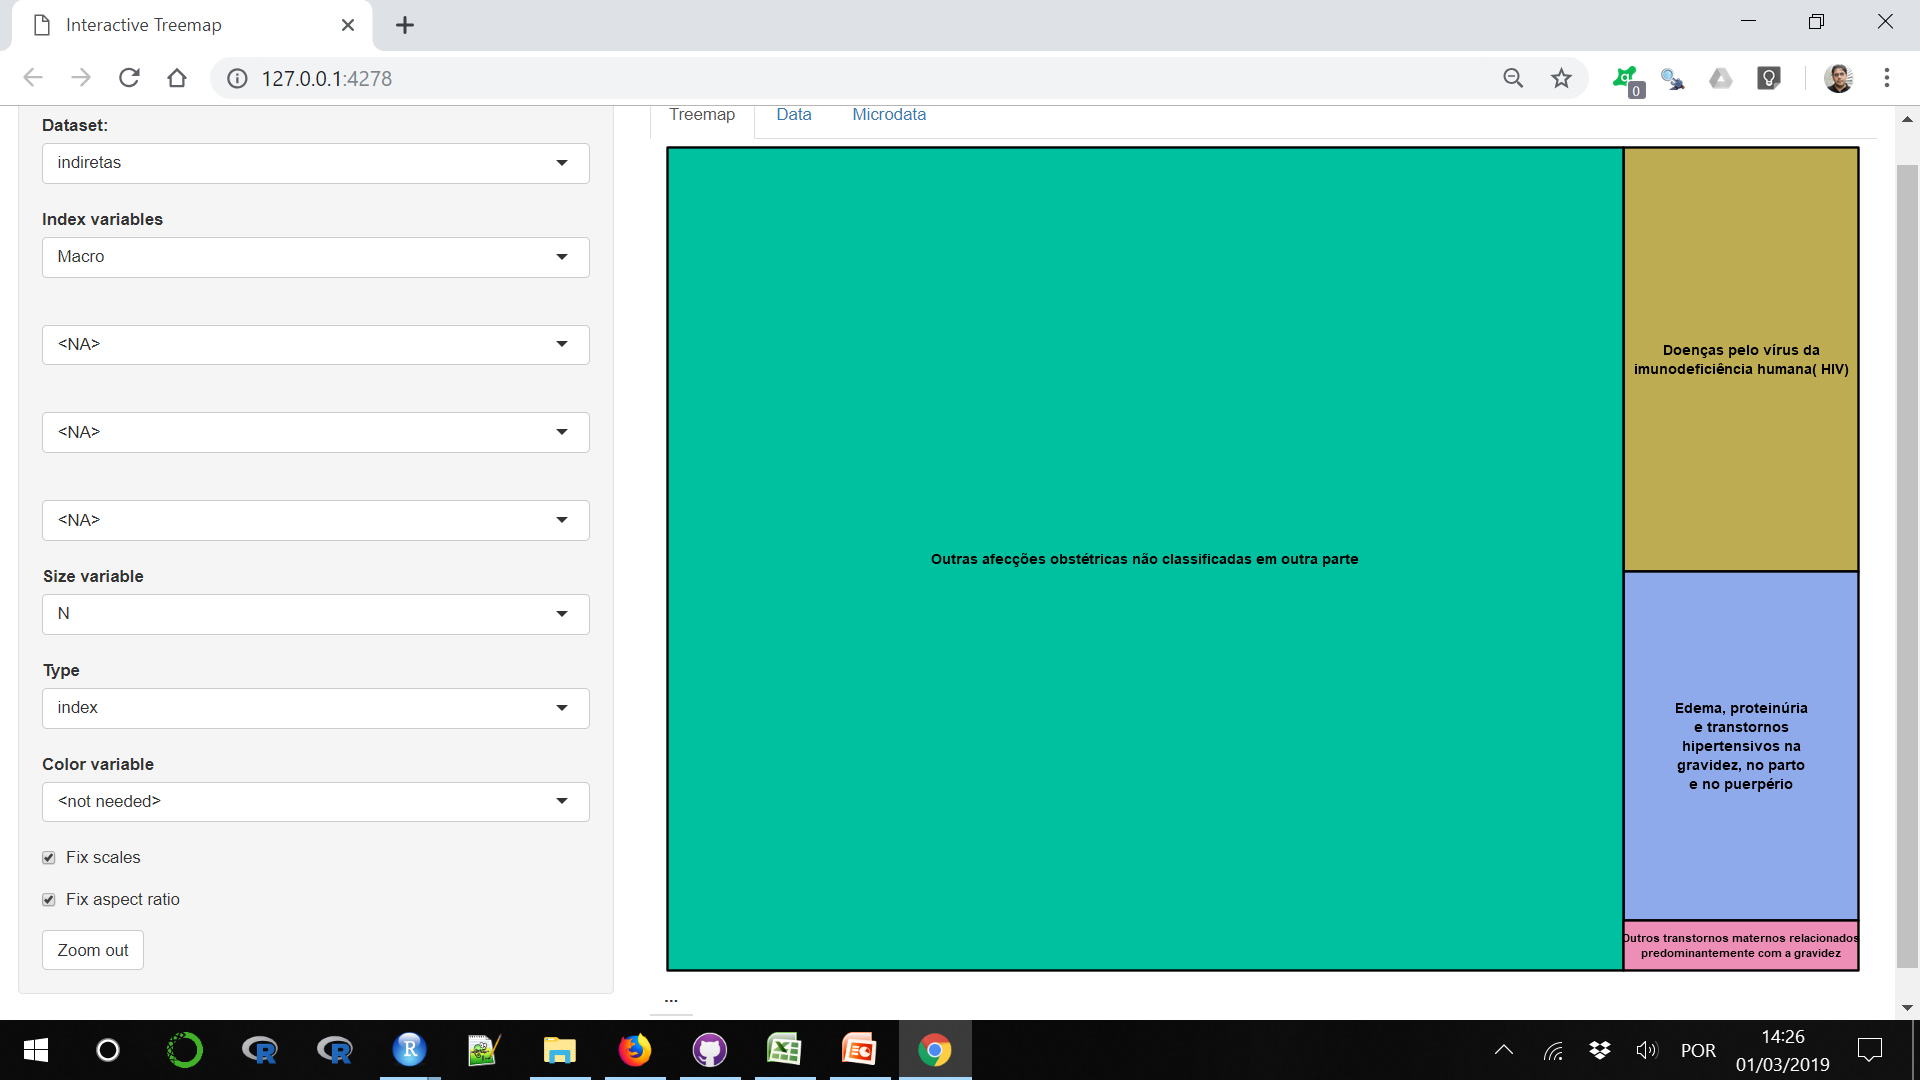 Interactive Treemap
127.0.0.1:4278
0
Dataset:
indiretas
Index variables
Macro
<NA>
<NA>
<NA>
Size variable
N
Type
index
Color variable
<not needed>
Fix scales
Fix aspect ratio
Zoom out
Treemap Data Microdata
Outras afecções obstétricas não classificadas em outra parte
Doenças pelo vírus da
imunodeficiência humana( HIV)
Edema, proteinúria
e transtornos
hipertensivos na
gravidez, no parto
e no puerpério
Outros transtornos maternos relacionados
predominantemente com a gravidez
...
R
R
R
POR
14:26
01/03/2019